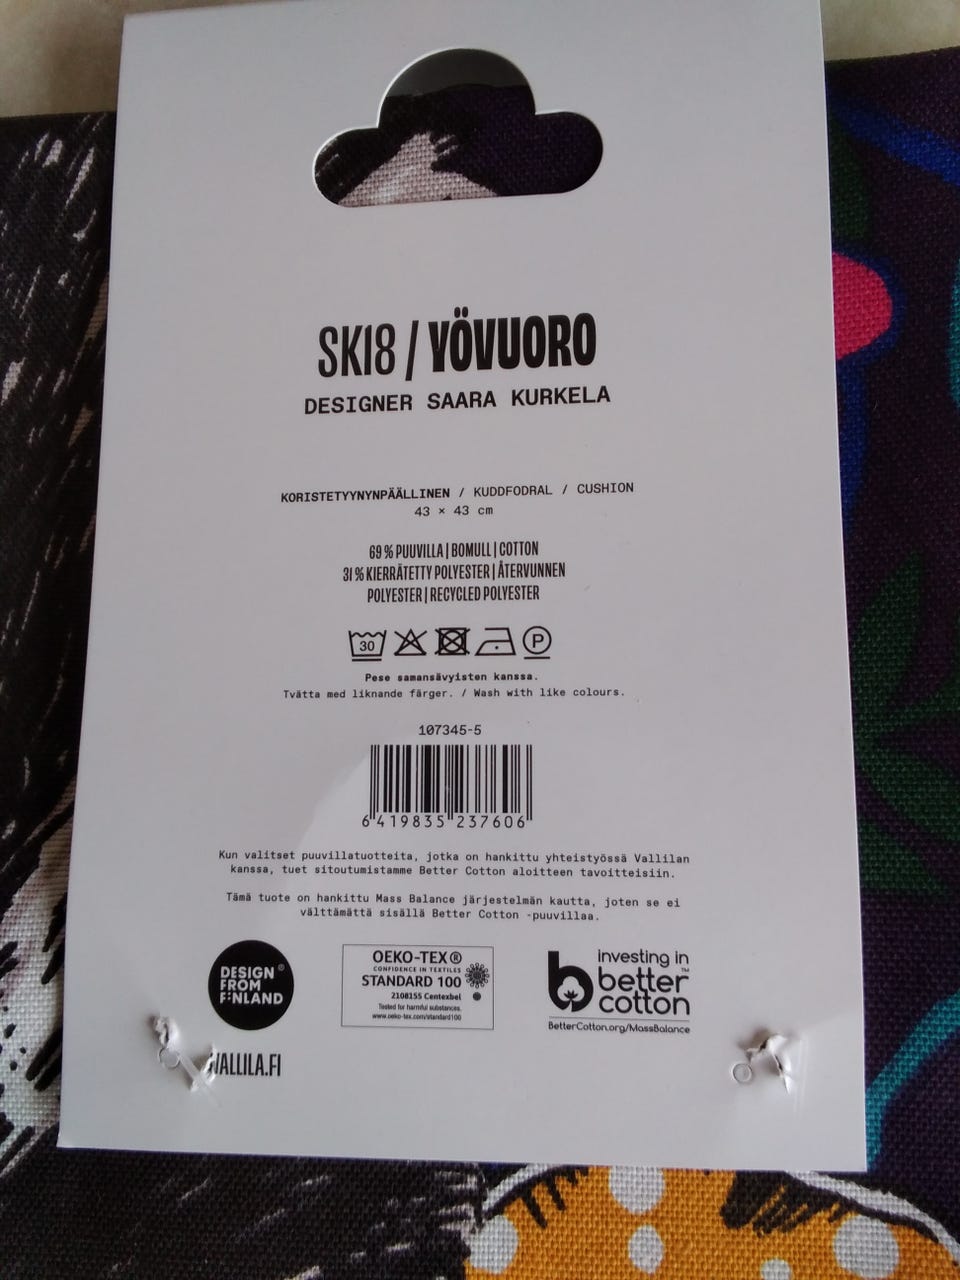 SK18 / YÖVUORO
DESIGNER SAARA KURKELA
KORISTETYYNYNPÄÄLLINEN / KUDDFODRAL / CUSHION
43 × 43 cm
69 % PUUVILLA | BOMULL | COTTON
31 % KIERRÄTETTY POLYESTER | ÅTERVUNNEN
POLYESTER | RECYCLED POLYESTER
30 P
Pese samansävyisten kanssa.
Tvätta med liknande färger. / Wash with like colours.
107345-5
6 419835 237606
Kun valitset puuvillatuotteita, jotka on hankittu yhteistyössä Vallilan
kanssa, tuet sitoutumistamme Better Cotton aloitteen tavoitteisiin.
Tämä tuote on hankittu Mass Balance järjestelmän kautta, joten se ei
välttämättä sisällä Better Cotton -puuvillaa.
DESIGN®
FROM
FINLAND
OEKO-TEX®
CONFIDENCE IN TEXTILES
STANDARD 100
2108155 Centexbel
Tested for harmful substances.
www.oeko-tex.com/standard100
investing in
better™
cotton
BetterCotton.org/MassBalance
VALLILA.FI